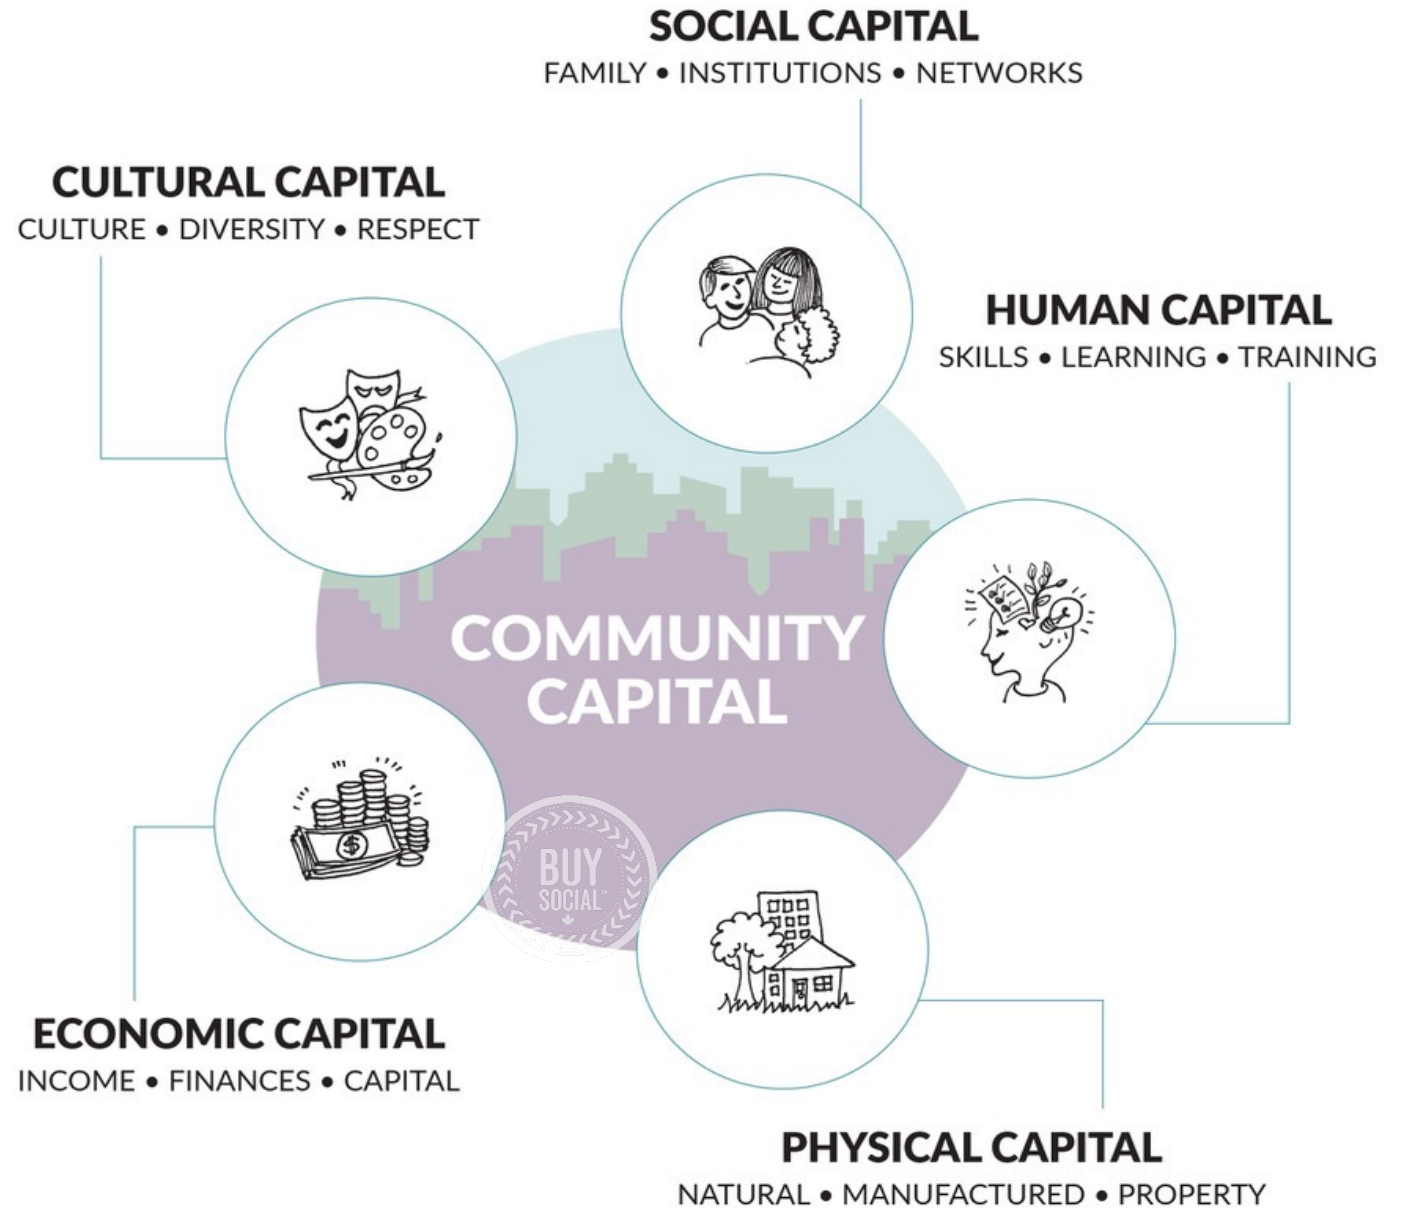 SOCIAL CAPITAL
FAMILY • INSTITUTIONS • NETWORKS
CULTURAL CAPITAL
CULTURE • DIVERSITY • RESPECT
HUMAN CAPITAL
SKILLS • LEARNING • TRAINING
COMMUNITY
CAPITAL
$
BUY
SOCIAL
ECONOMIC CAPITAL
INCOME • FINANCES • CAPITAL
PHYSICAL CAPITAL
NATURAL • MANUFACTURED • PROPERTY